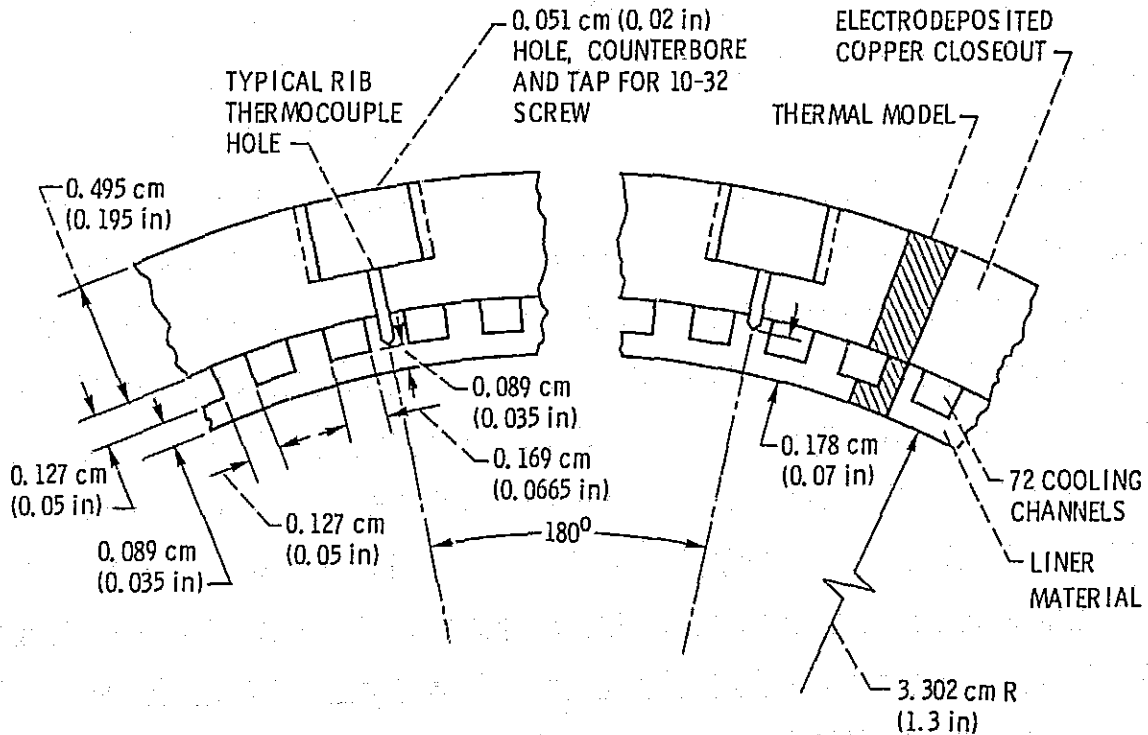 0.051 cm (0.02 in)
HOLE, COUNTERBORE
AND TAP FOR 10-32
SCREW
ELECTRODEPOSITED
COPPER CLOSEOUT
TYPICAL RIB
THERMOCOUPLE
HOLE
THERMAL MODEL
0.495 cm
(0.195 in)
0.089 cm
(0.035 in)
0.169 cm
(0.0665 in)
0.178 cm
(0.07 in)
0.127 cm
(0.05 in)
0.127 cm
(0.05 in)
0.089 cm
(0.035 in)
180⁰
72 COOLING
CHANNELS
LINER
MATERIAL
3.302 cm R
(1.3 in)